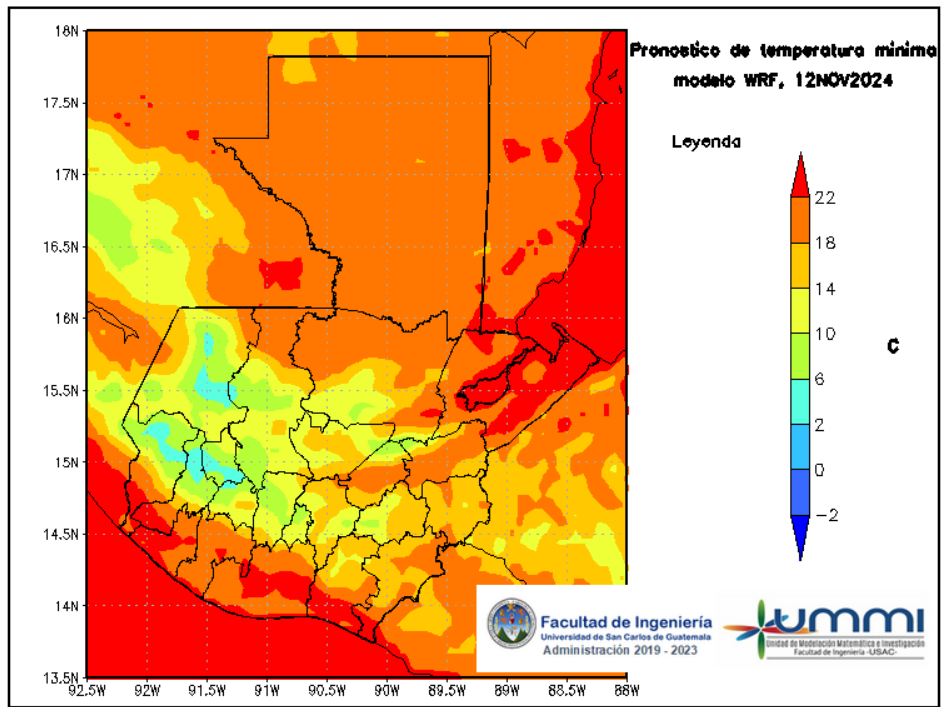 Pronostico de temperatura minima
modelo WRF, 12NOV2024
Leyenda
22
18
14
10
6
2
0
−2
C
18N
17.5N
17N
16.5N
16N
15.5N
15N
14.5N
14N
13.5N
92.5W 92W 91.5W 91W 90.5W 90W 89.5W 89W 88.5W 88W
Facultad de Ingeniería
Universidad de San Carlos de Guatemala
Administración 2019 - 2023
ummi
Unidad de Modelación Matemática e Investigación
Facultad de Ingeniería -USAC-